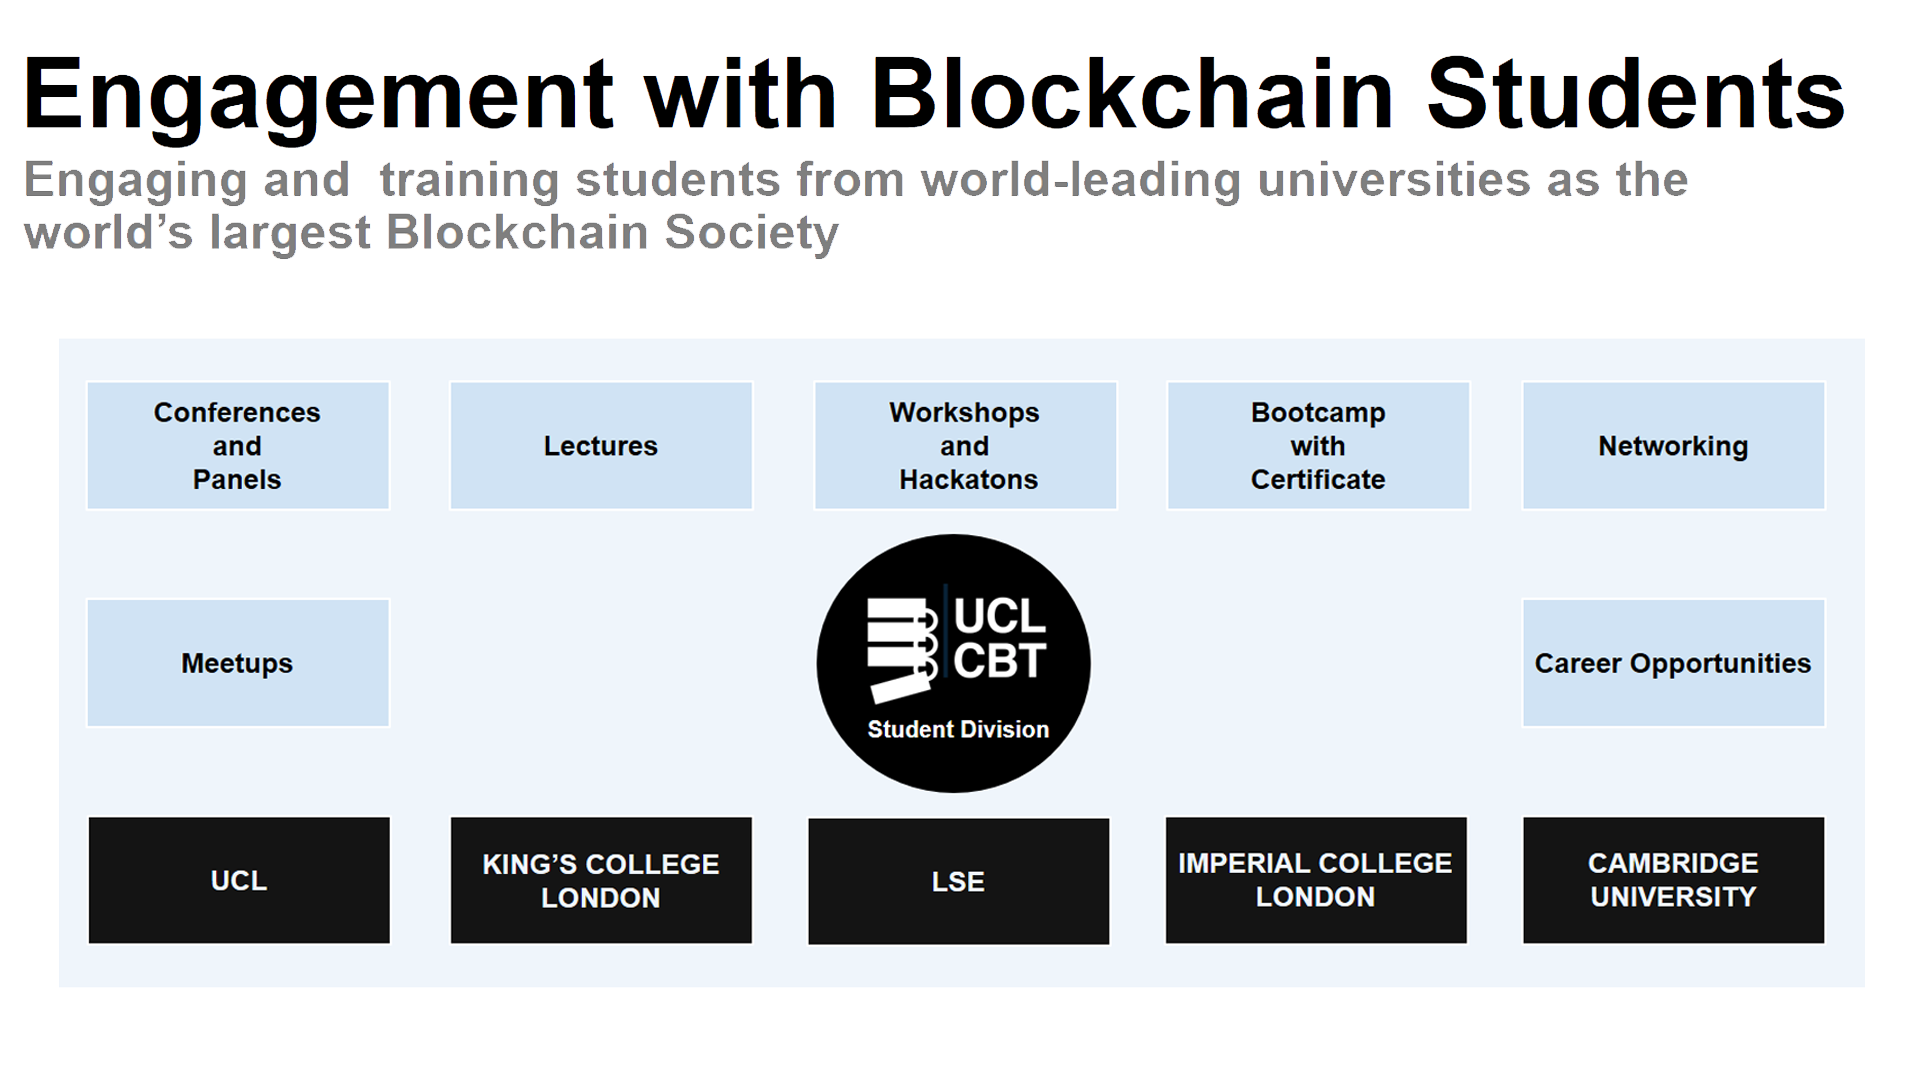 Engagement with Blockchain Students
Engaging and  training students from world-leading universities as the
world’s largest Blockchain Society
Conferences
and
Panels
Lectures
Workshops
and
Hackatons
Bootcamp
with
Certificate
Networking
Meetups
UCL
CBT
Student Division
Career Opportunities
UCL
KING’S COLLEGE
LONDON
LSE
IMPERIAL COLLEGE
LONDON
CAMBRIDGE
UNIVERSITY